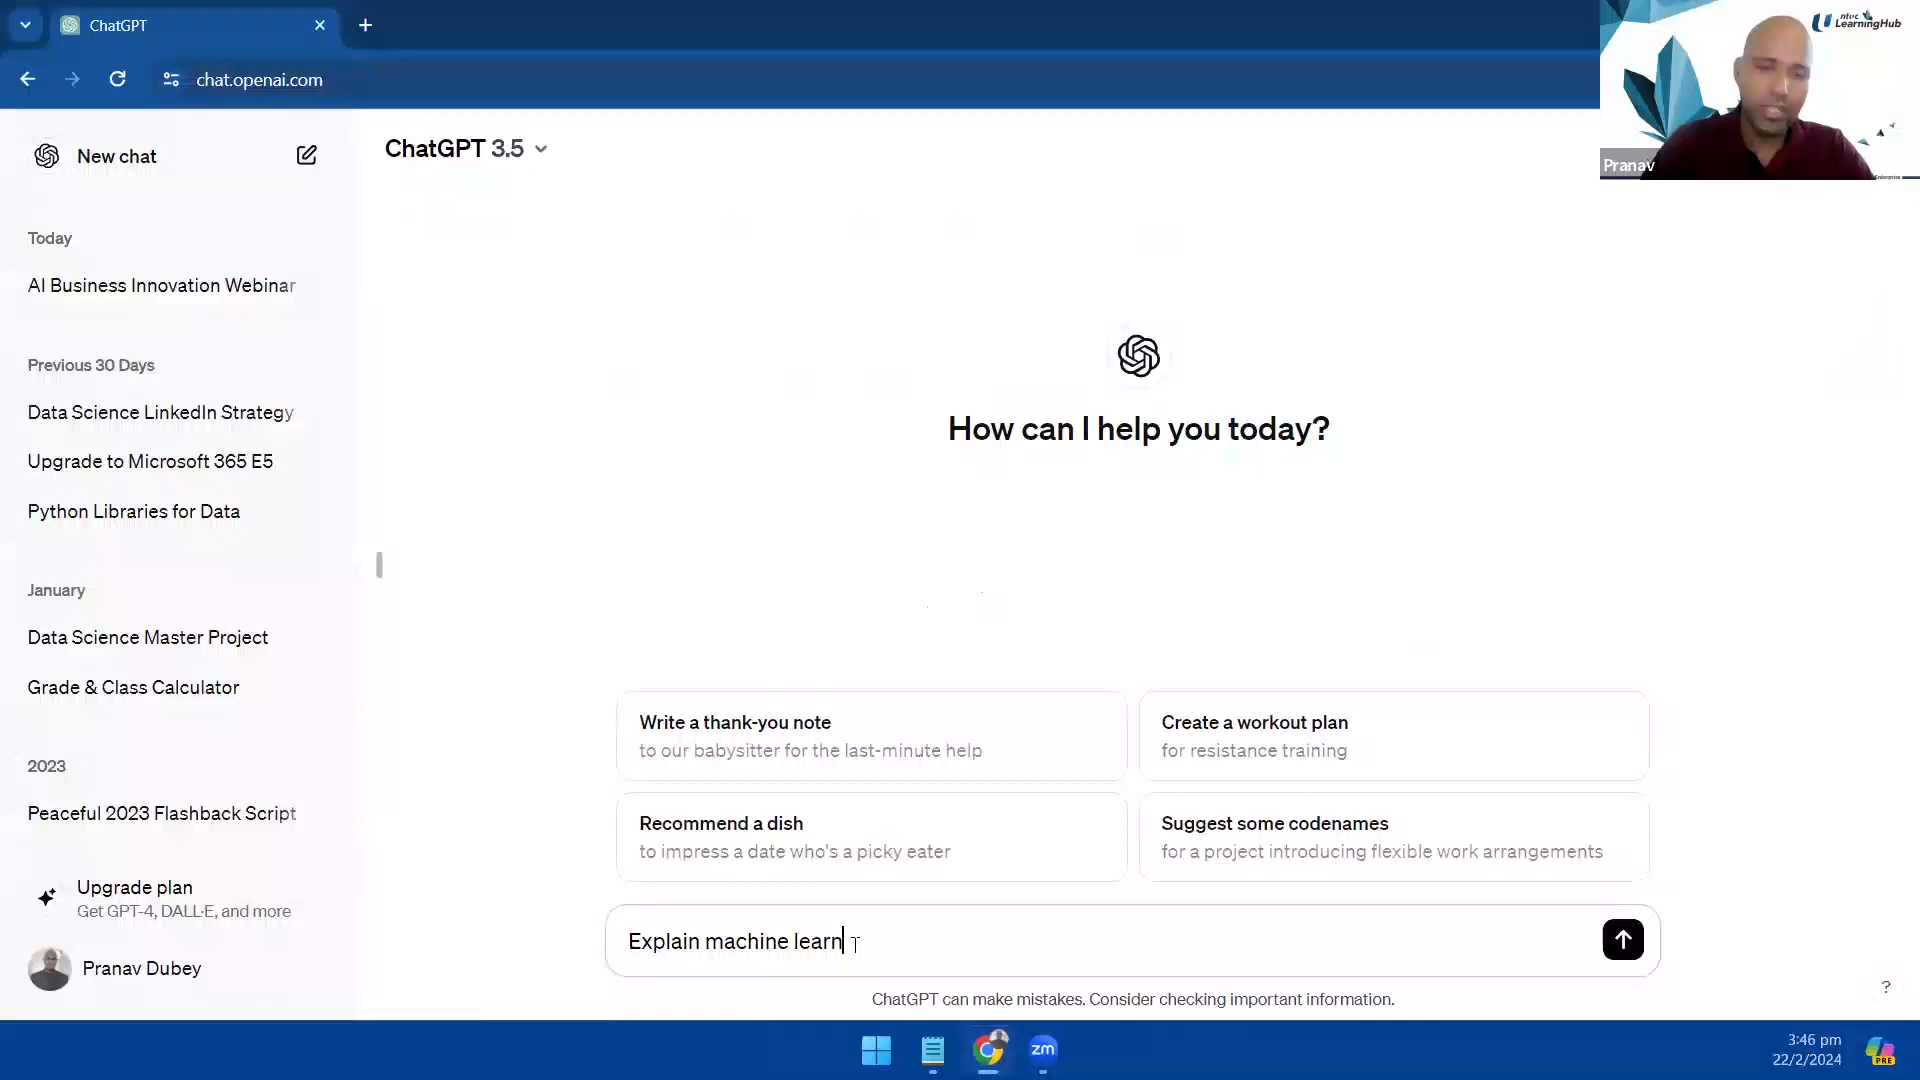 ChatGPT
chat.openai.com
ntuc
LearningHub
Pranav
New chat
ChatGPT 3.5
Today
AI Business Innovation Webinar
Previous 30 Days
Data Science LinkedIn Strategy
Upgrade to Microsoft 365 E5
Python Libraries for Data
January
Data Science Master Project
Grade & Class Calculator
2023
Peaceful 2023 Flashback Script
Upgrade plan
Get GPT-4, DALL·E, and more
Pranav Dubey
How can I help you today?
Write a thank-you note
to our babysitter for the last-minute help
Create a workout plan
for resistance training
Recommend a dish
to impress a date who's a picky eater
Suggest some codenames
for a project introducing flexible work arrangements
Explain machine learn
ChatGPT can make mistakes. Consider checking important information.
?
zm
3:46 pm
22/2/2024
PRE